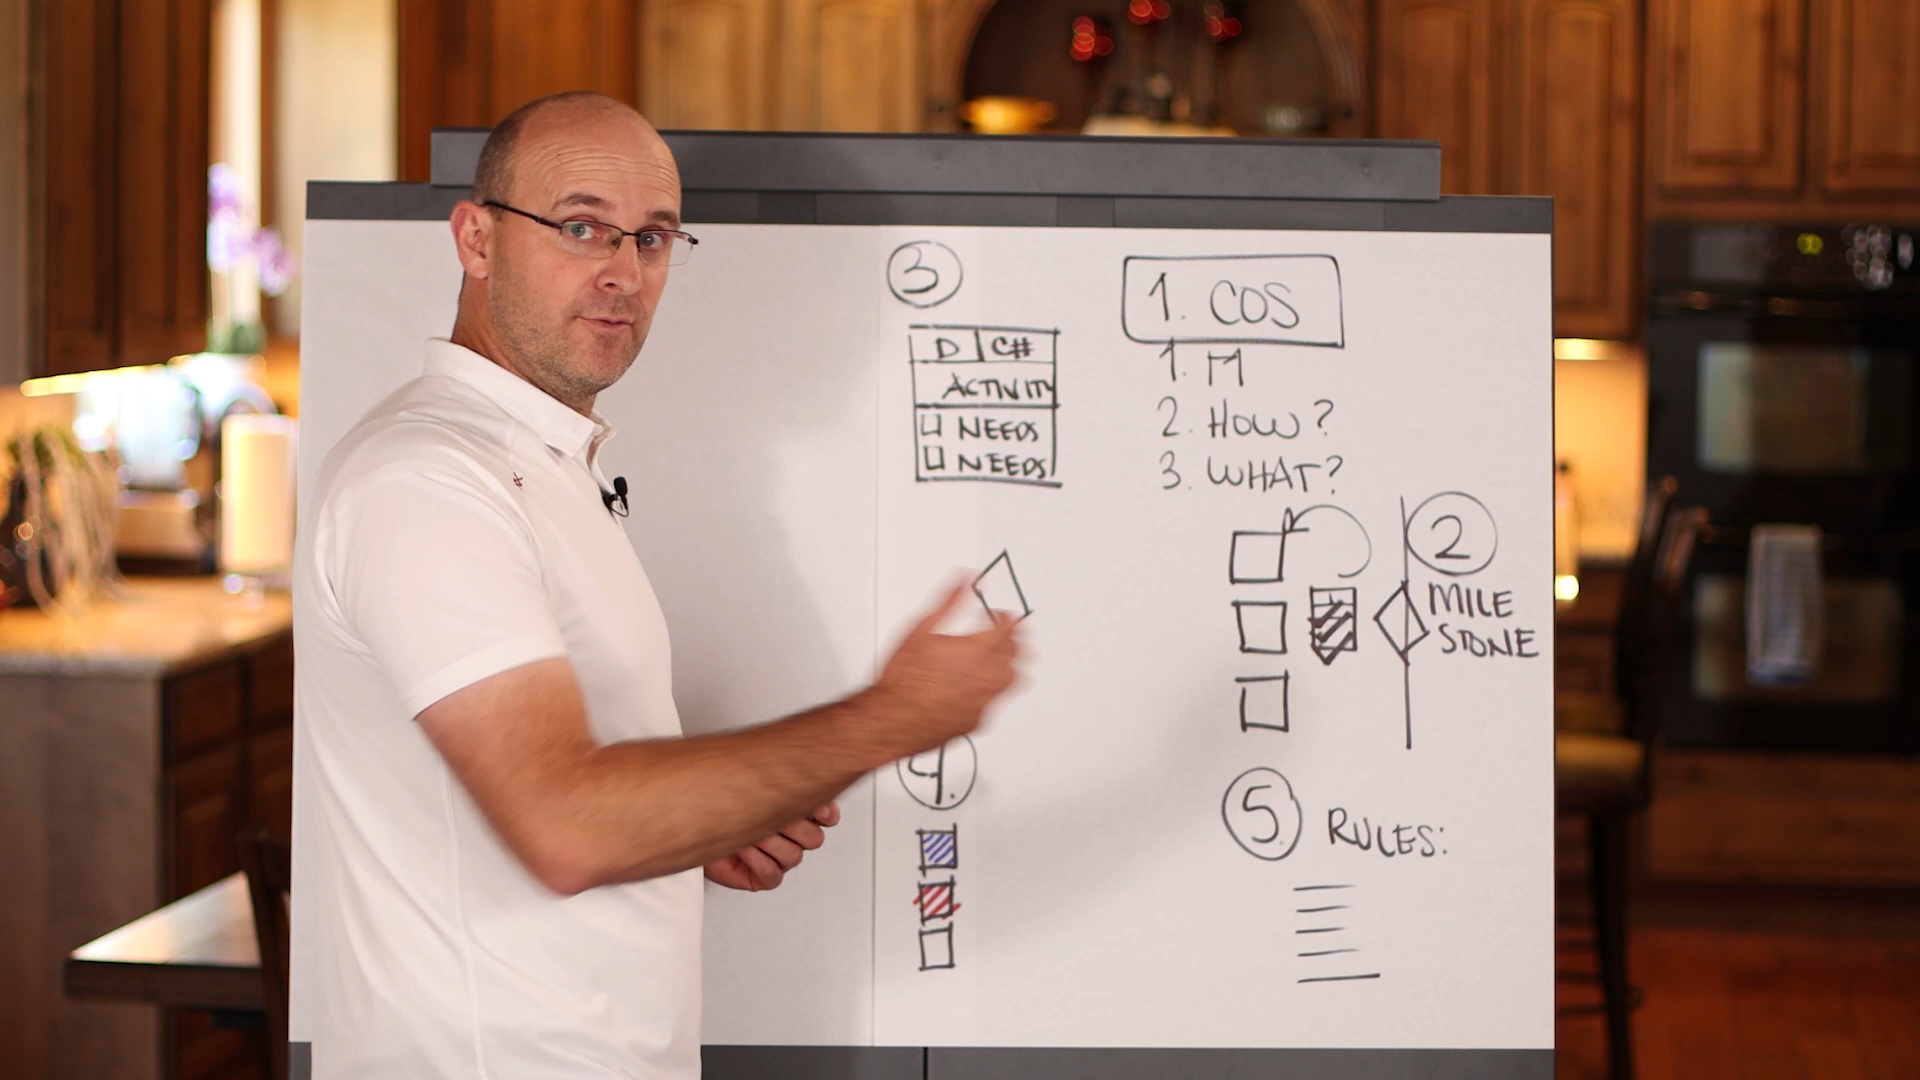 3
D C#
ACTIVITY
NEEDS
NEEDS
1. COS
1. M
2. HOW?
3. WHAT?
2
MILE
STONE
4.
5.
RULES: